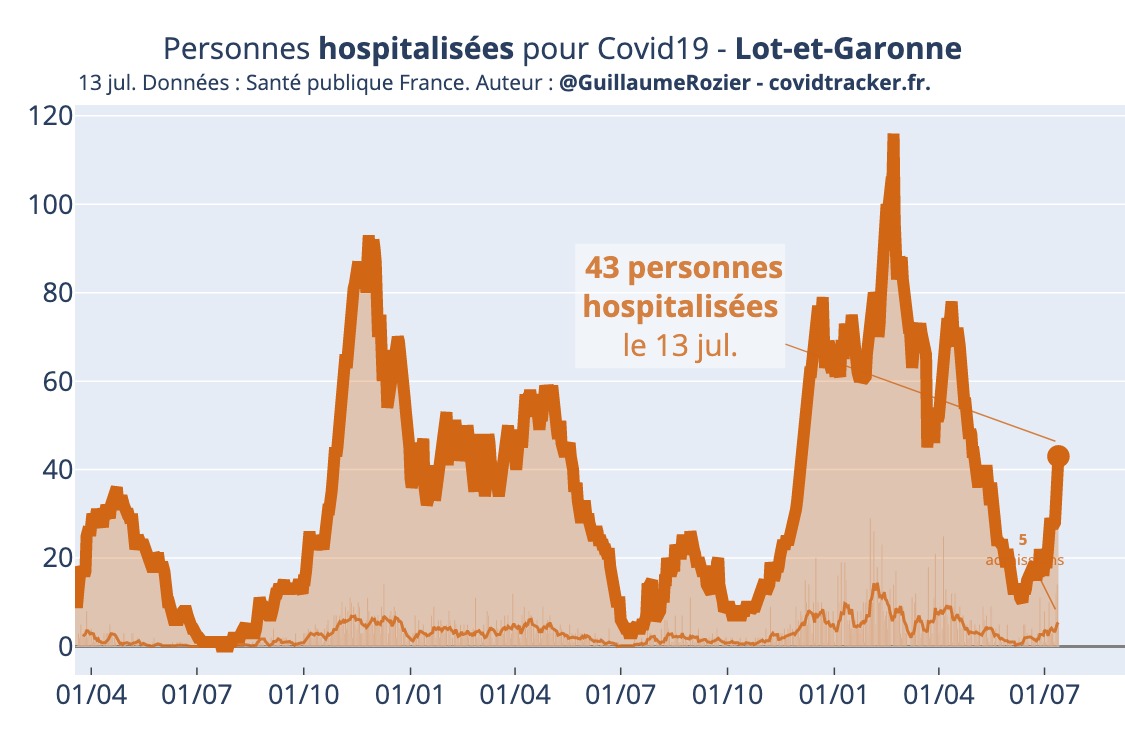 Personnes hospitalisées pour Covid19 - Lot-et-Garonne
13 jul. Données : Santé publique France. Auteur : @GuillaumeRozier - covidtracker.fr.
120
100
80
60
40
20
0
43 personnes
hospitalisées
le 13 jul.
5
admissions
01/04 01/07 01/10 01/01 01/04 01/07 01/10 01/01 01/04 01/07